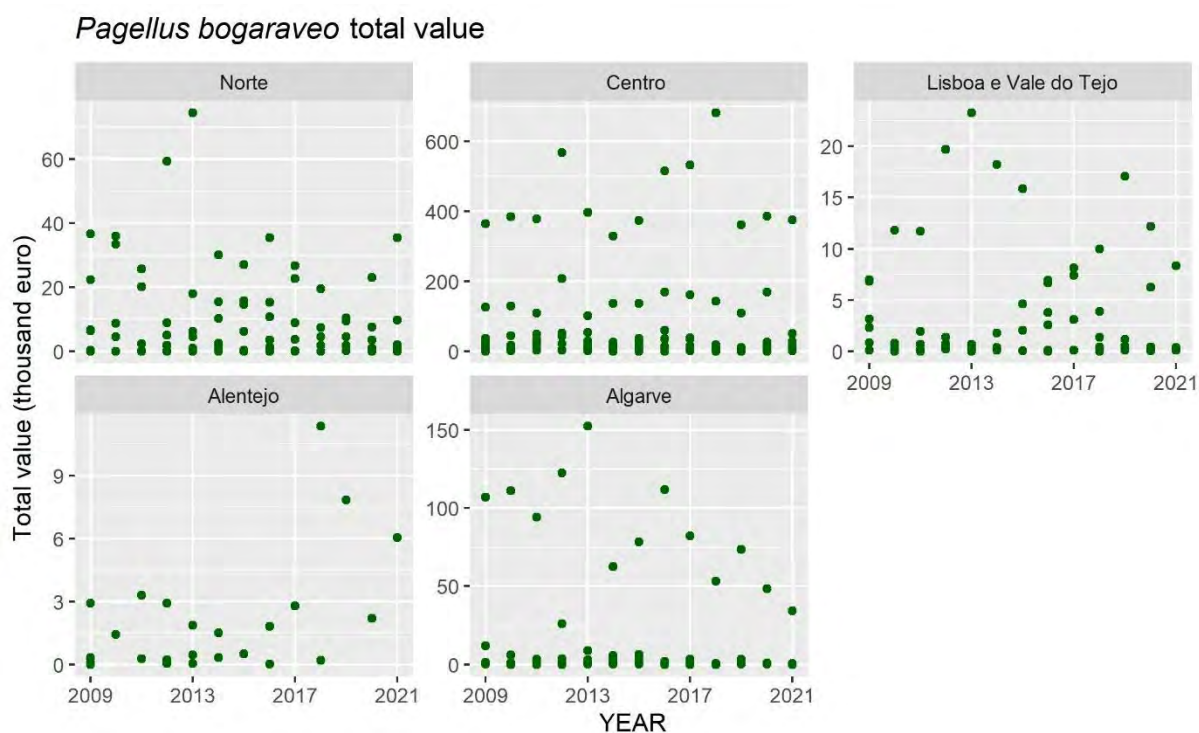 Pagellus bogaraveo total value
Norte
Centro
Lisboa e Vale do Tejo
60
40
20
0
600
400
200
0
20
15
10
5
0
2009 2013 2017 2021
Alentejo
Algarve
9
6
3
0
150
100
50
0
2009 2013 2017 2021
2009 2013 2017 2021
Total value (thousand euro)
YEAR